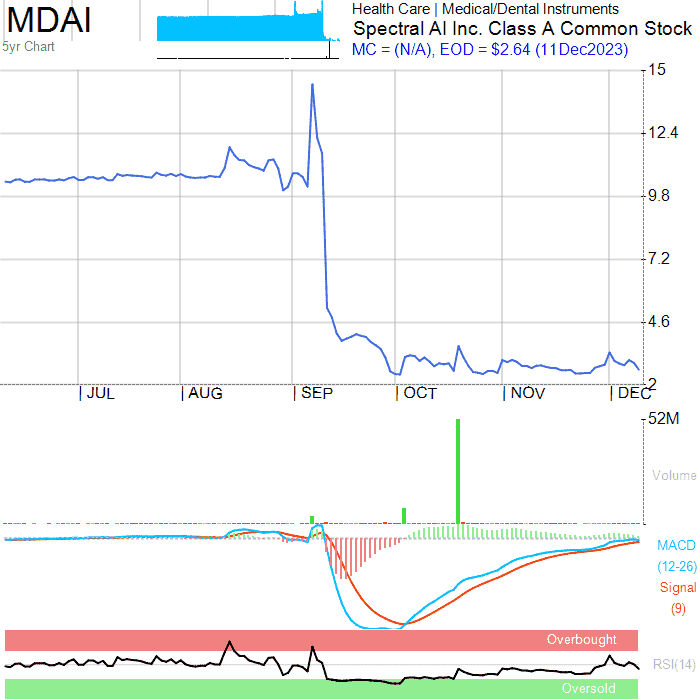 MDAI
5yr Chart
Health Care | Medical/Dental Instruments
Spectral AI Inc. Class A Common Stock
MC = (N/A), EOD = $2.64 (11Dec2023)
15
12.4
9.8
7.2
4.6
2
JUL
AUG
SEP
OCT
NOV
DEC
52M
Volume
MACD
(12-26)
Signal
(9)
Overbought
RSI(14)
Oversold